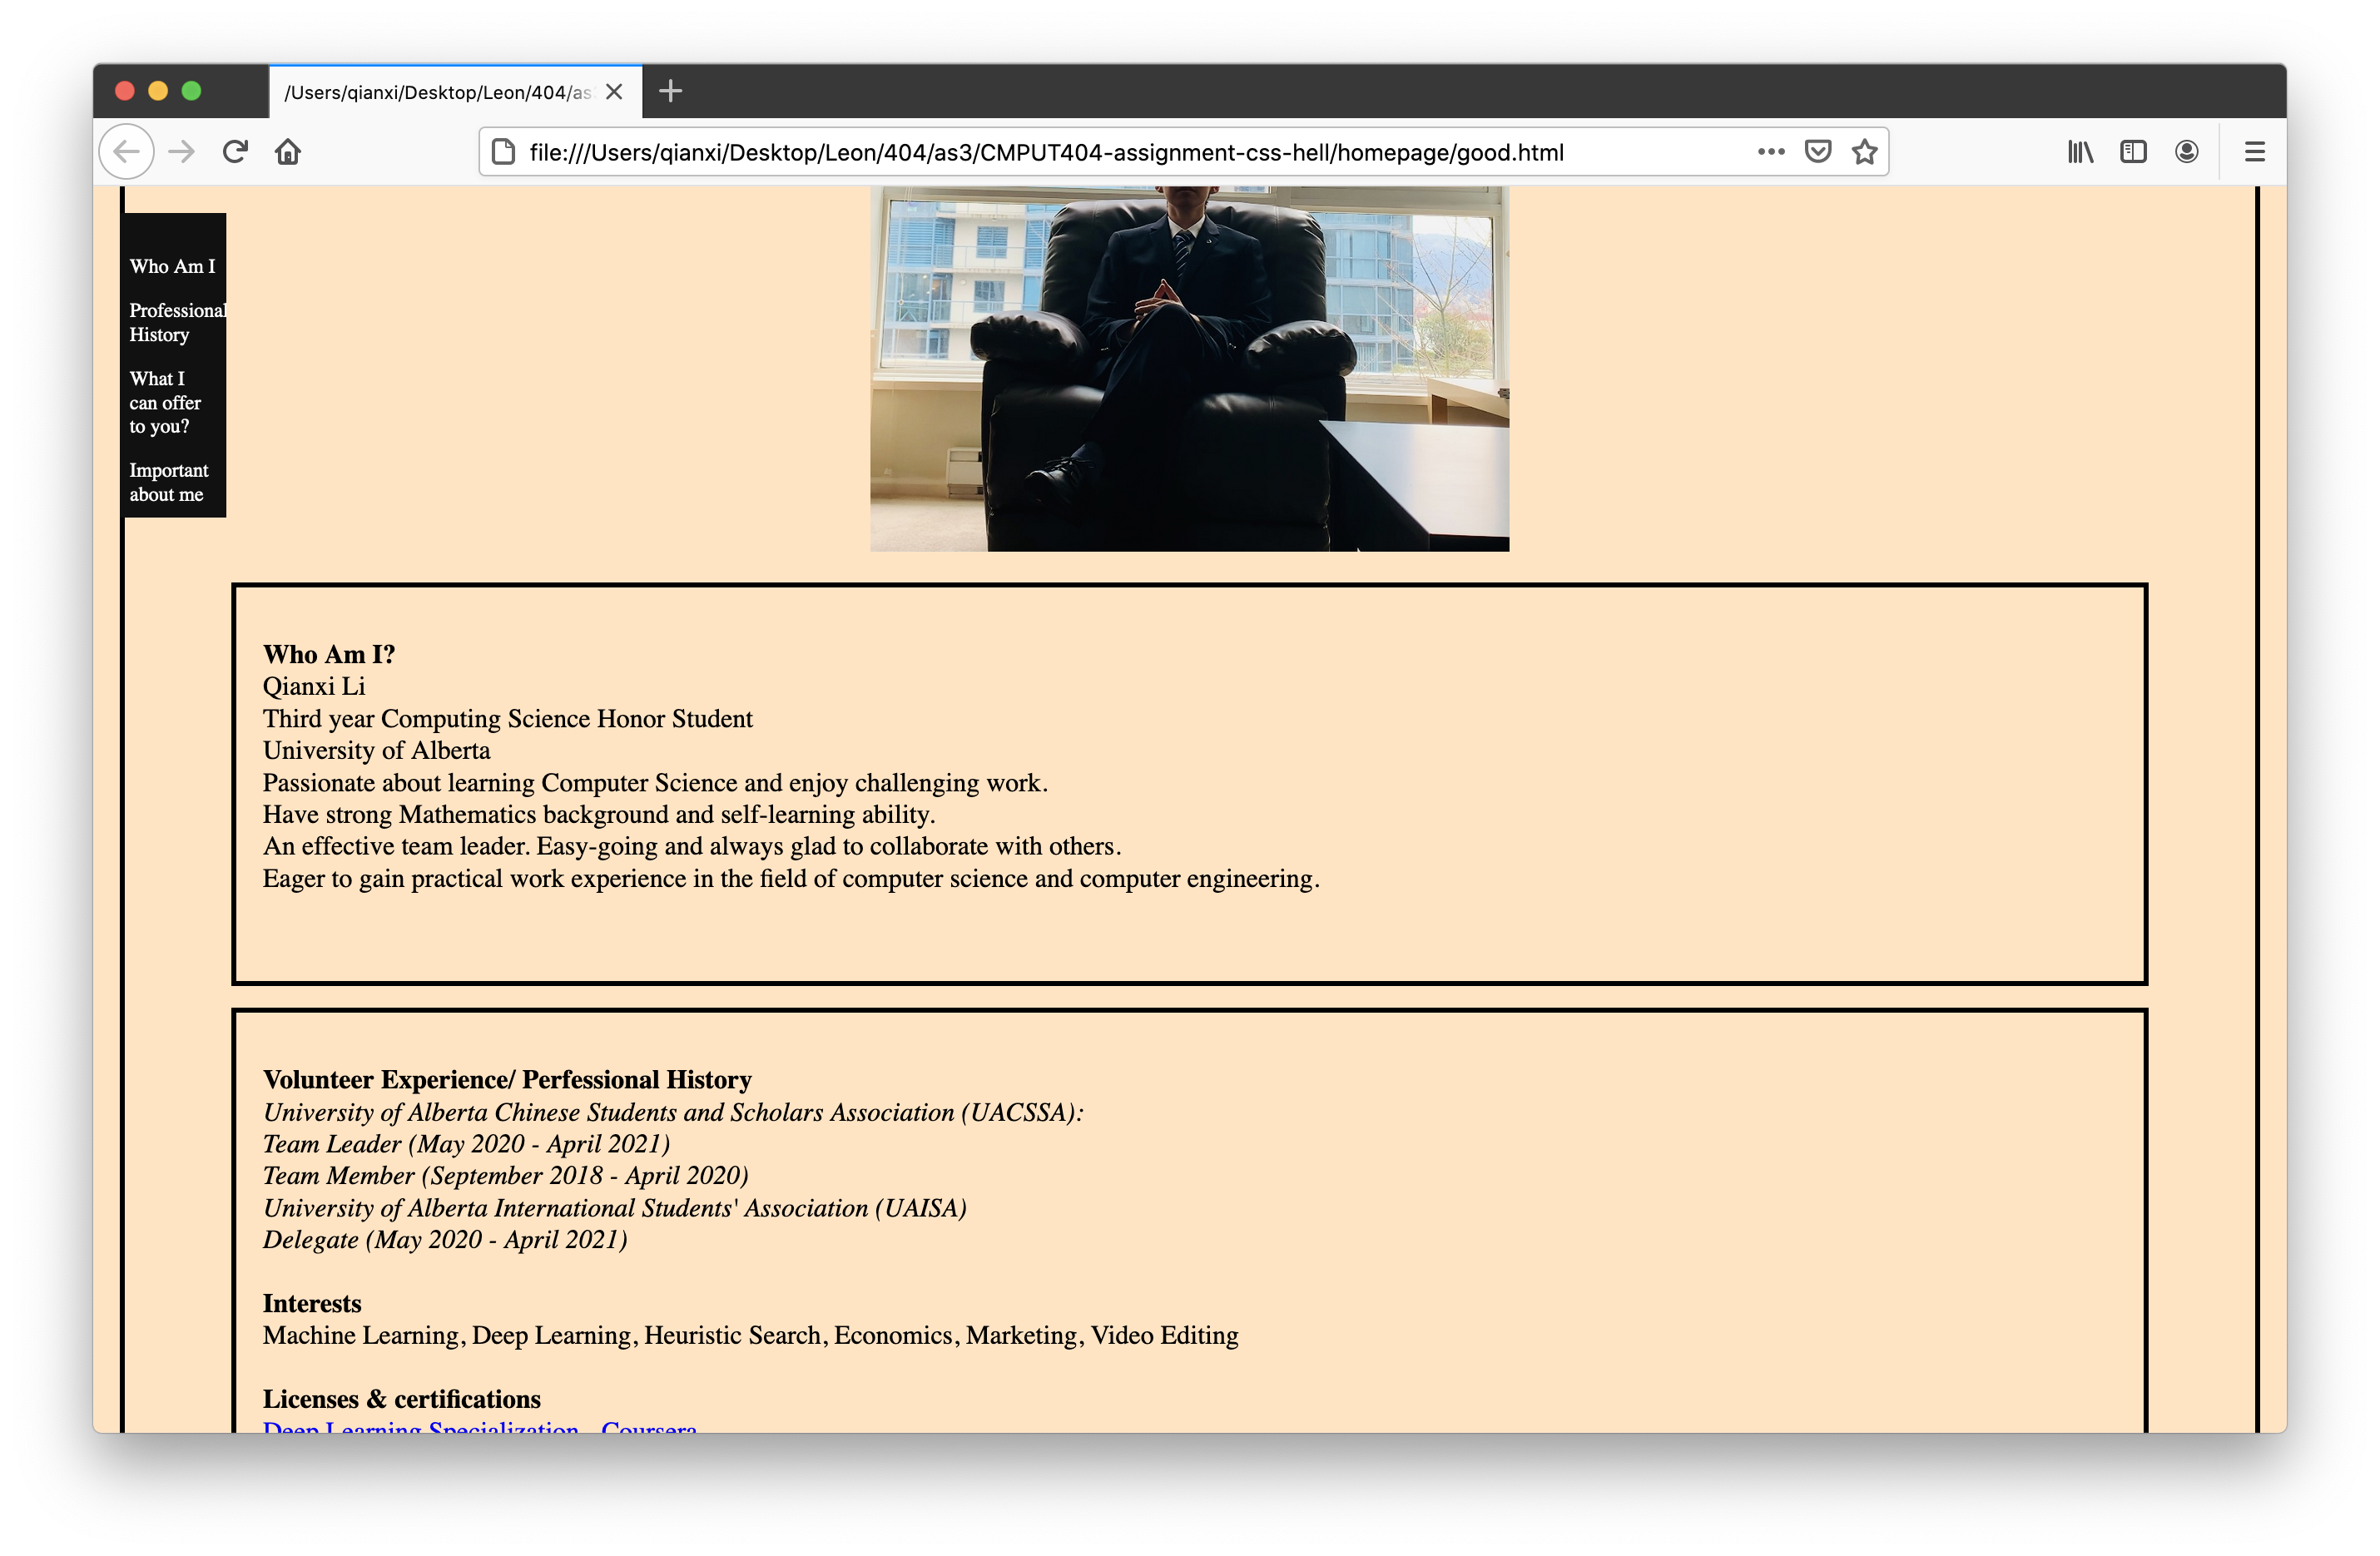 /Users/qianxi/Desktop/Leon/404/as
file:///Users/qianxi/Desktop/Leon/404/as3/CMPUT404-assignment-css-hell/homepage/good.html
Who Am I
Professional
History
What I
can offer
to you?
Important
about me
Who Am I?
Qianxi Li
Third year Computing Science Honor Student
University of Alberta
Passionate about learning Computer Science and enjoy challenging work.
Have strong Mathematics background and self-learning ability.
An effective team leader. Easy-going and always glad to collaborate with others.
Eager to gain practical work experience in the field of computer science and computer engineering.
Volunteer Experience/ Perfessional History
University of Alberta Chinese Students and Scholars Association (UACSSA):
Team Leader (May 2020 - April 2021)
Team Member (September 2018 - April 2020)
University of Alberta International Students' Association (UAISA)
Delegate (May 2020 - April 2021)
Interests
Machine Learning, Deep Learning, Heuristic Search, Economics, Marketing, Video Editing
Licenses & certifications
Deep Learning Specialization - Coursera